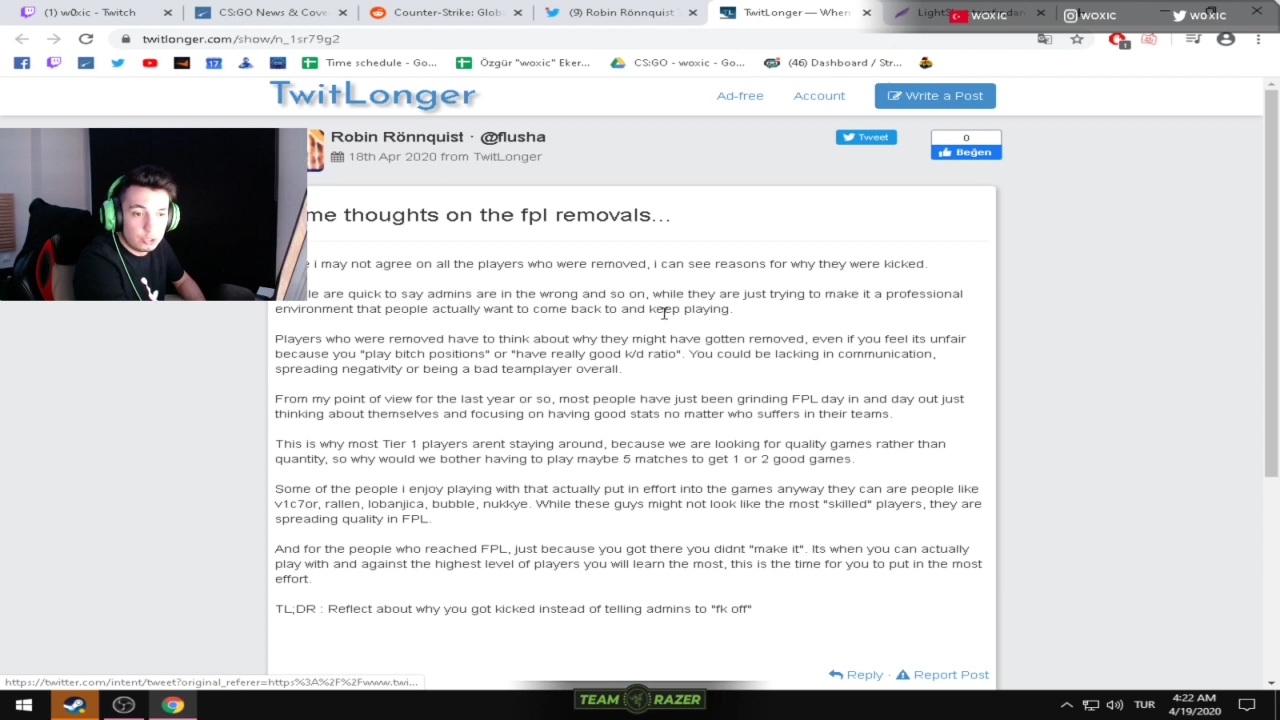 (1) w0xic - Twitch
CS:GO News & Cove
Counter-Strike: Glob
(9) Robin Rönnquist
TwitLonger — When
LightSh
WOXIC
WOXIC
WOXIC
twitlonger.com/show/n_1sr79g2
1
17
Time schedule - Go...
Özgür "woxic" Eker...
CS:GO - woxic - Go...
(46) Dashboard / Str...
TwitLonger
Ad-free
Account
Write a Post
Robin Rönnquist · @flusha
18th Apr 2020 from TwitLonger
Tweet
0
Beğen
me thoughts on the fpl removals...
i may not agree on all the players who were removed, i can see reasons for why they were kicked.
le are quick to say admins are in the wrong and so on, while they are just trying to make it a professional
environment that people actually want to come back to and keep playing.
Players who were removed have to think about why they might have gotten removed, even if you feel its unfair
because you "play bitch positions" or "have really good k/d ratio". You could be lacking in communication,
spreading negativity or being a bad teamplayer overall.
From my point of view for the last year or so, most people have just been grinding FPL day in and day out just
thinking about themselves and focusing on having good stats no matter who suffers in their teams.
This is why most Tier 1 players arent staying around, because we are looking for quality games rather than
quantity, so why would we bother having to play maybe 5 matches to get 1 or 2 good games.
Some of the people i enjoy playing with that actually put in effort into the games anyway they can are people like
v1c7or, rallen, lobanjica, bubble, nukkye. While these guys might not look like the most "skilled" players, they are
spreading quality in FPL.
And for the people who reached FPL, just because you got there you didnt "make it". Its when you can actually
play with and against the highest level of players you will learn the most, this is the time for you to put in the most
effort.
TL;DR : Reflect about why you got kicked instead of telling admins to "fk off"
Reply · Report Post
https://twitter.com/intent/tweet?original_referer=https%3A%2F%2Fwww.twi...
TEAM RAZER
TUR
4:22 AM
4/19/2020